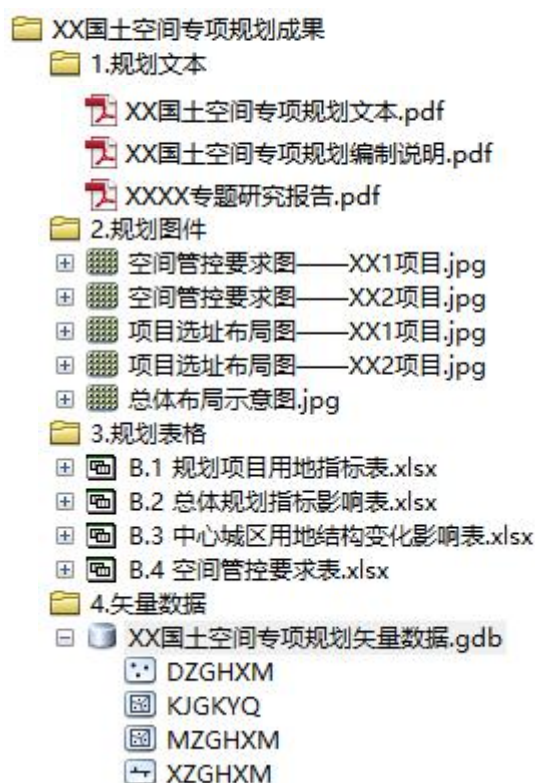 XX国土空间专项规划成果
1.规划文本
XX国土空间专项规划文本.pdf
XX国土空间专项规划编制说明.pdf
XXXX专题研究报告.pdf
2.规划图件
空间管控要求图——XX1项目.jpg
空间管控要求图——XX2项目.jpg
项目选址布局图——XX1项目.jpg
项目选址布局图——XX2项目.jpg
总体布局示意图.jpg
3.规划表格
B.1 规划项目用地指标表.xlsx
B.2 总体规划指标影响表.xlsx
B.3 中心城区用地结构变化影响表.xlsx
B.4 空间管控要求表.xlsx
4.矢量数据
XX国土空间专项规划矢量数据.gdb
DZGHXM
KJGKYQ
MZGHXM
XZGHXM